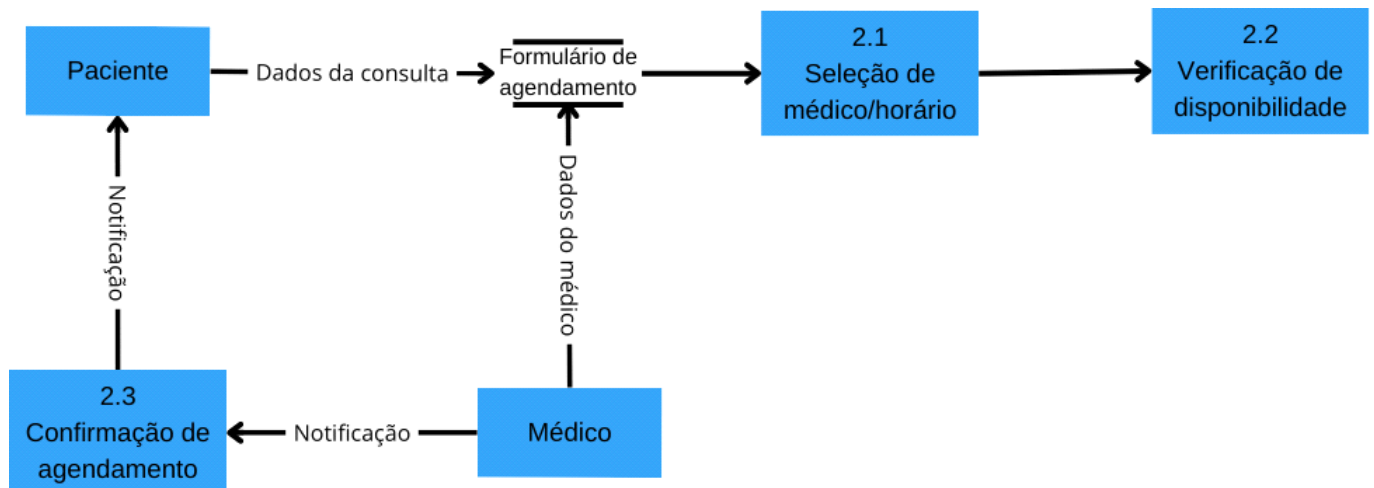 Paciente
Dados da consulta
Formulário de
agendamento
2.1
Seleção de
médico/horário
2.2
Verificação de
disponibilidade
Notificação
Dados do médico
2.3
Confirmação de
agendamento
Notificação
Médico